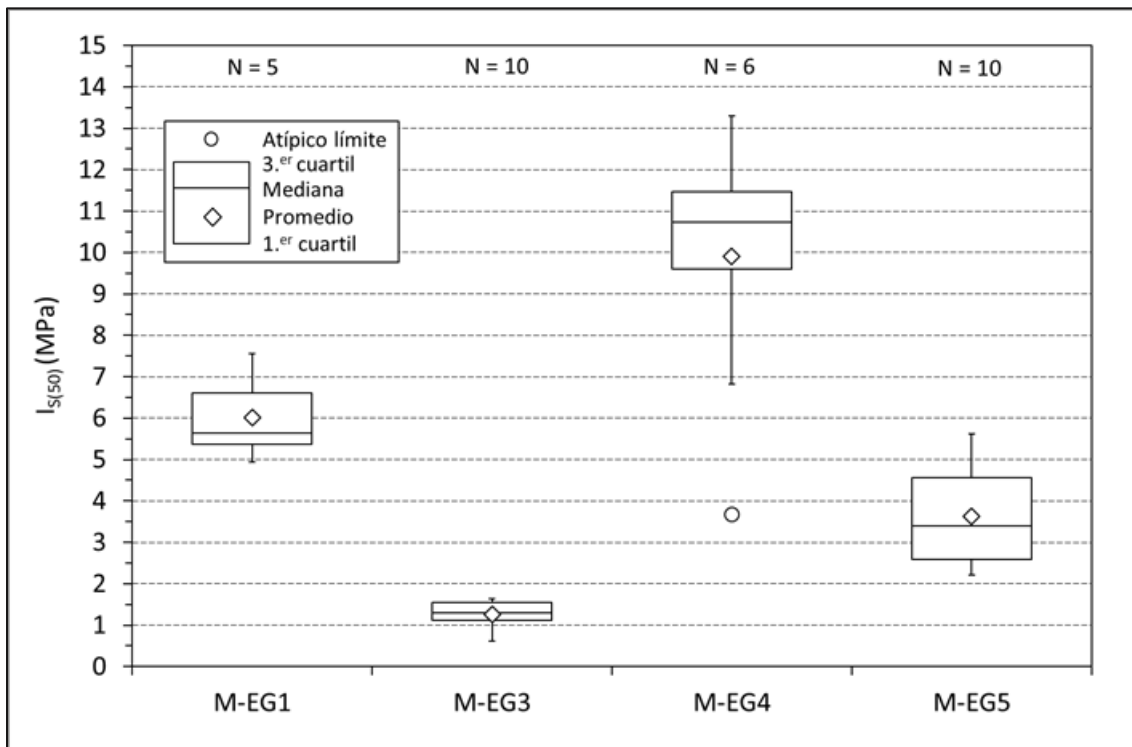 15
14
13
12
11
10
9
8
7
6
5
4
3
2
1
0
I_S(50) (MPa)
N = 5
N = 10
N = 6
N = 10
Atípico límite
3.er cuartil
Mediana
Promedio
1.er cuartil
M-EG1
M-EG3
M-EG4
M-EG5